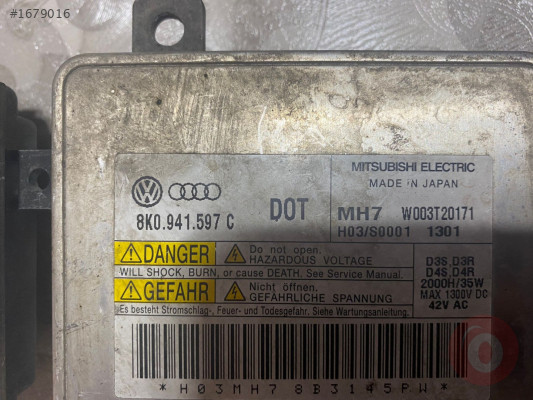 #1679016
MITSUBISHI ELECTRIC
MADE IN JAPAN
8K0.941.597 C DOT MH7 W003T20171
H03/S0001 1301
DANGER Do not open.
HAZARDOUS VOLTAGE
WILL SHOCK, BURN, or cause DEATH. See Service Manual.
GEFAHR Nicht öffnen.
GEFÄHRLICHE SPANNUNG
Es besteht Stromschlag-, Feuer- und Todesgefahr. Siehe Wartungsanleitung.
D3S,D3R
D4S,D4R
2000H/35W
MAX 1300V DC
42V AC
*H03MH7 8B3145PW*